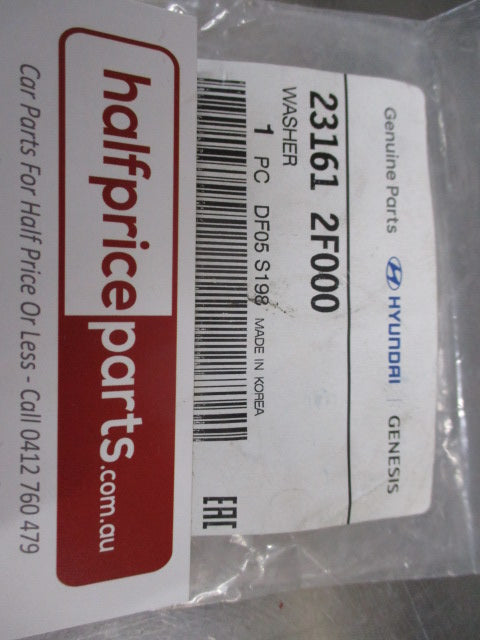 Genuine Parts HYUNDAI | GENESIS
23161 2F000
WASHER
1 PC DF05 S198 MADE IN KOREA
EAC
halfpriceparts.com.au
Car Parts For Half Price Or Less - Call 0412 760 479